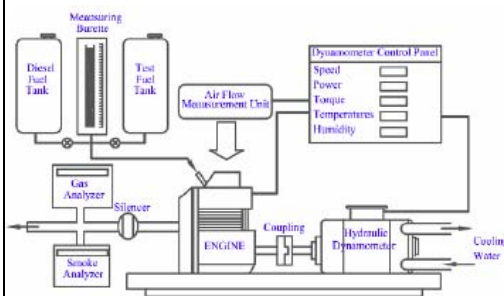 Measuring
Burette
Diesel
Fuel
Tank
Test
Fuel
Tank
Air Flow
Measurement Unit
Dynamometer Control Panel
Speed
Power
Torque
Temperatures
Humidity
Gas
Analyzer
Silencer
Smoke
Analyzer
ENGINE
Coupling
Hydraulic
Dynamometer
Cooling
Water